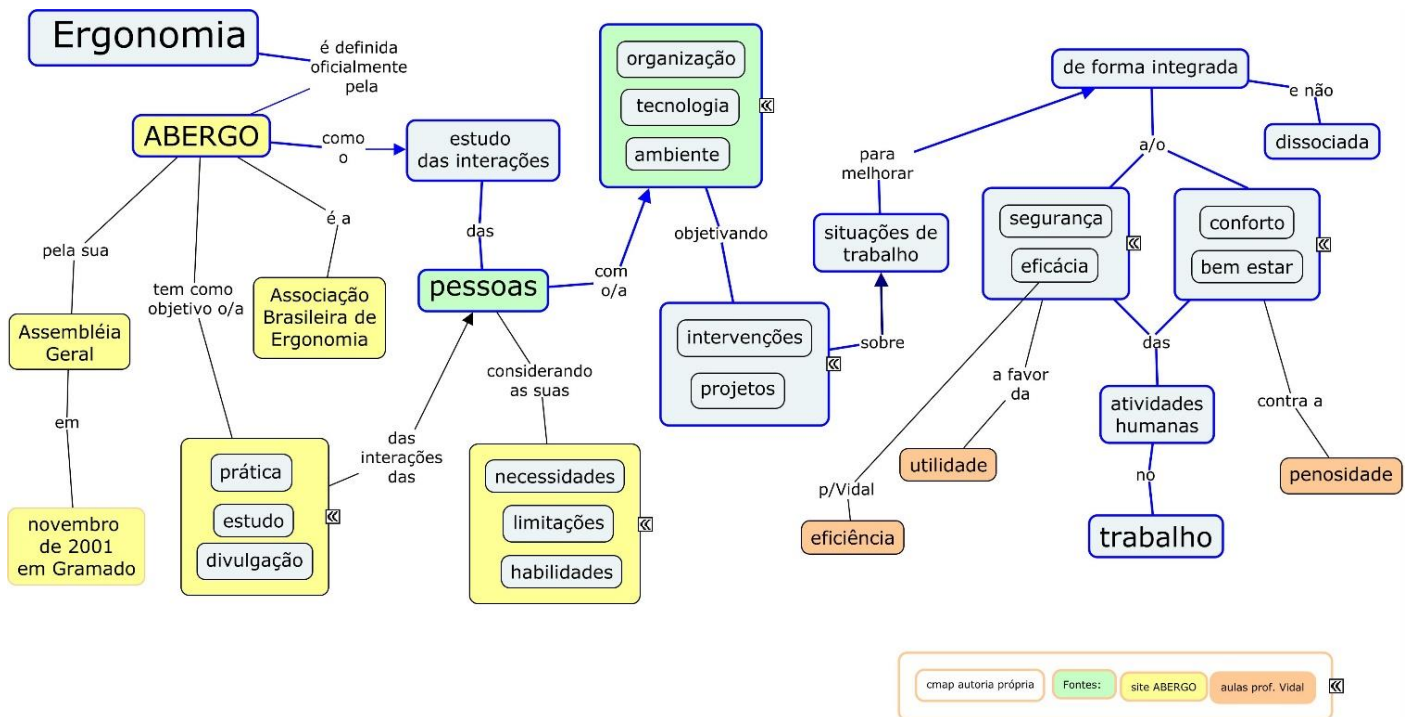 Ergonomia
é definida
oficialmente
pela
ABERGO
como
o
estudo
das interações
das
pessoas
com
o/a
organização
tecnologia
ambiente
objetivando
intervenções
projetos
sobre
situações de
trabalho
para
melhorar
de forma integrada
e não
dissociada
a/o
segurança
eficácia
conforto
bem estar
das
atividades
humanas
no
trabalho
a favor
da
utilidade
p/Vidal
eficiência
contra a
penosidade
pela sua
Assembléia
Geral
em
novembro
de 2001
em Gramado
tem como
objetivo o/a
prática
estudo
divulgação
é a
Associação
Brasileira de
Ergonomia
das
interações
das
considerando
as suas
necessidades
limitações
habilidades
cmap autoria própria
Fontes:
site ABERGO
aulas prof. Vidal